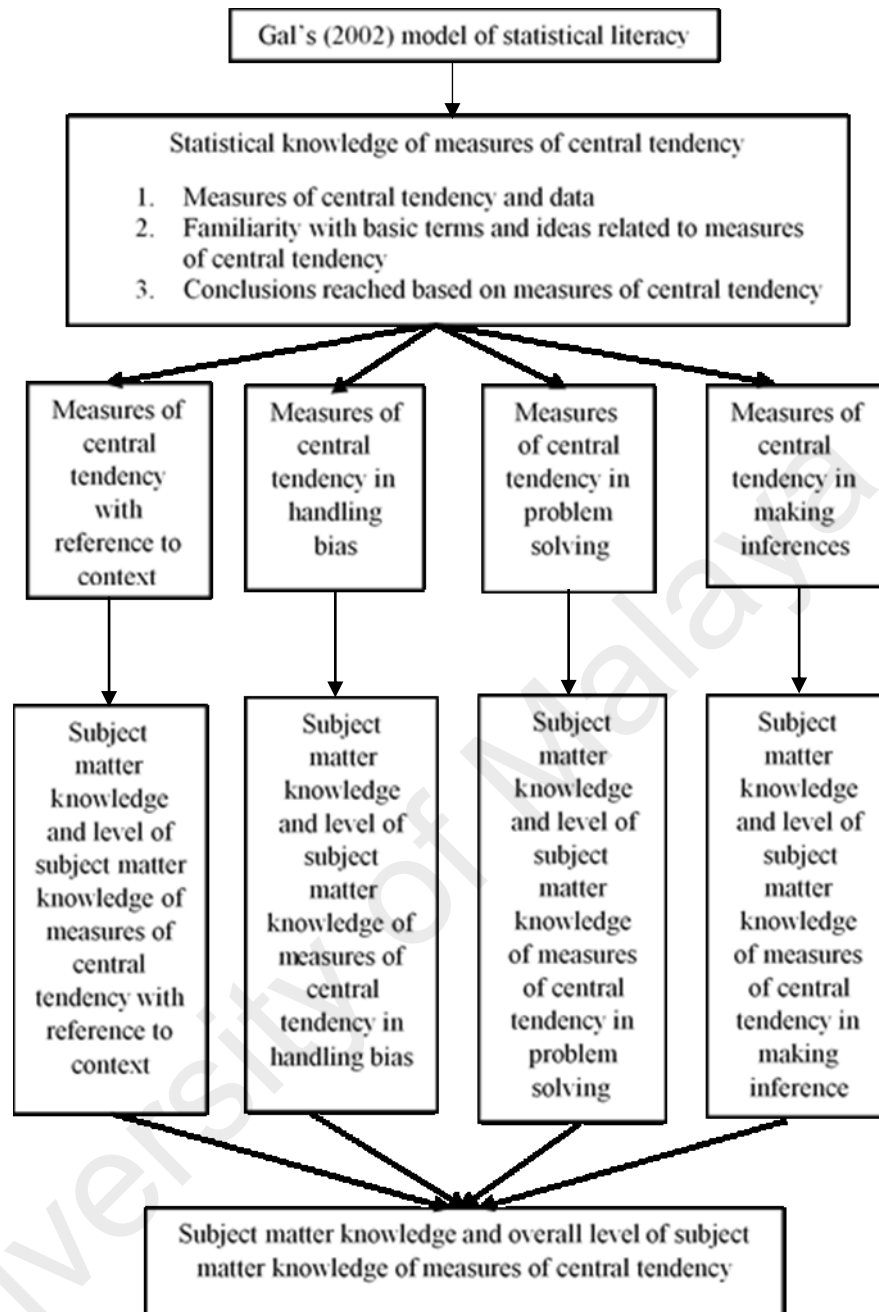 Gal's (2002) model of statistical literacy
Statistical knowledge of measures of central tendency
1. Measures of central tendency and data
2. Familiarity with basic terms and ideas related to measures
of central tendency
3. Conclusions reached based on measures of central tendency
Measures of
central
tendency
with
reference to
context
Measures of
central
tendency in
handling
bias
Measures
of central
tendency in
problem
solving
Measures of
central
tendency in
making
inferences
Subject
matter
knowledge
and level of
subject matter
knowledge of
measures of
central
tendency with
reference to
context
Subject
matter
knowledge
and level of
subject
matter
knowledge of
measures of
central
tendency in
handling bias
Subject
matter
knowledge
and level of
subject
matter
knowledge
of measures
of central
tendency in
problem
solving
Subject
matter
knowledge
and level of
subject
matter
knowledge
of measures
of central
tendency in
making
inference
Subject matter knowledge and overall level of subject
matter knowledge of measures of central tendency
versity of Malaya